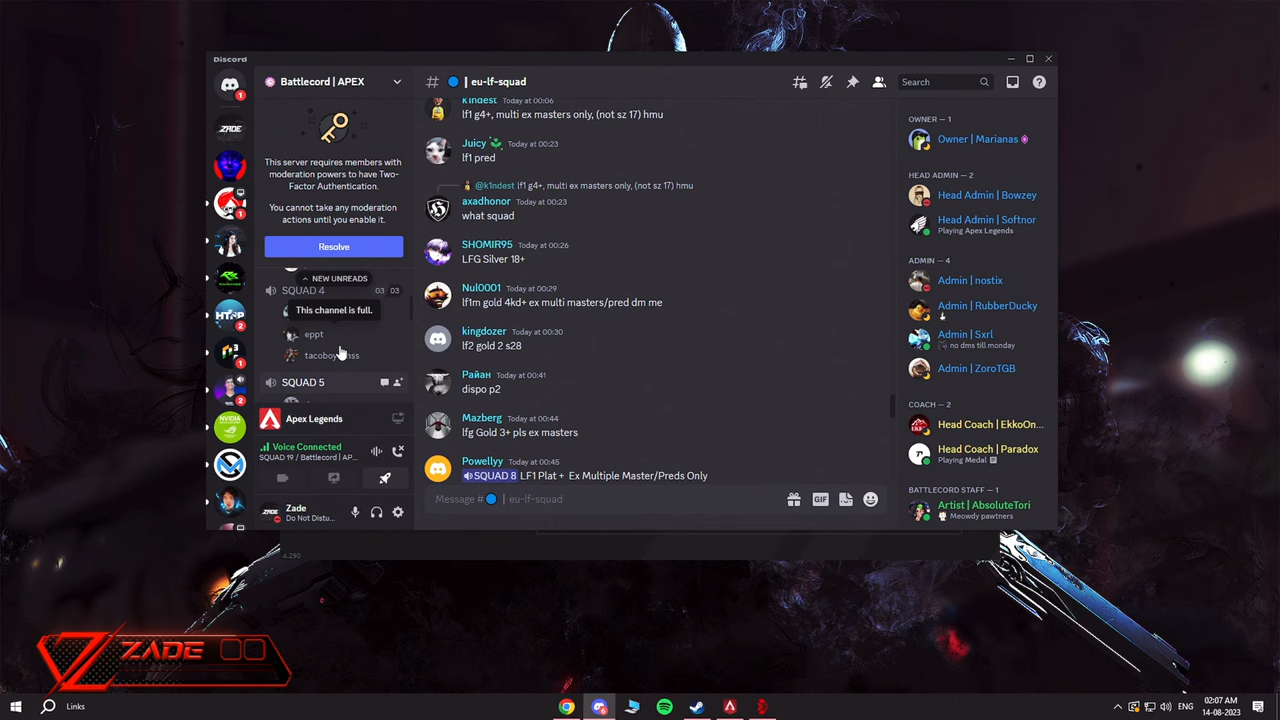 Discord
Battlecord | APEX
| eu-lf-squad
Search
This server requires members with
moderation powers to have Two-
Factor Authentication.
You cannot take any moderation
actions until you enable it.
Resolve
NEW UNREADS
SQUAD 4
03 03
This channel is full.
eppt
SQUAD 5
Apex Legends
Voice Connected
SQUAD 19 / Battlecord | AP...
Zade
Do Not Distu...
k1ndest Today at 00:06
lf1 g4+, multi ex masters only, (not sz 17) hmu
Juicy Today at 00:23
lf1 pred
@k1ndest lf1 g4+, multi ex masters only, (not sz 17) hmu
axadhonor Today at 00:23
what squad
SHOMIR95 Today at 00:26
LFG Silver 18+
Nul0001 Today at 00:29
lf1m gold 4kd+ ex multi masters/pred dm me
kingdozer Today at 00:30
lf2 gold 2 s28
Райан Today at 00:41
dispo p2
Mazberg Today at 00:44
lfg Gold 3+ pls ex masters
Powellyy Today at 00:45
SQUAD 8 LF1 Plat + Ex Multiple Master/Preds Only
Message # | eu-lf-squad
GIF
OWNER — 1
Owner | Marianas
HEAD ADMIN — 2
Head Admin | Bowzey
Head Admin | Softnor
Playing Apex Legends
ADMIN — 4
Admin | nostix
Admin | RubberDucky
Admin | Sxrl
no dms till monday
Admin | ZoroTGB
COACH — 2
Head Coach | EkkoOn...
Head Coach | Paradox
Playing Medal
BATTLECORD STAFF — 1
Artist | AbsoluteTori
Meowdy pawtners
4,290
ZADE
Links
ENG
02:07 AM
14-08-2023